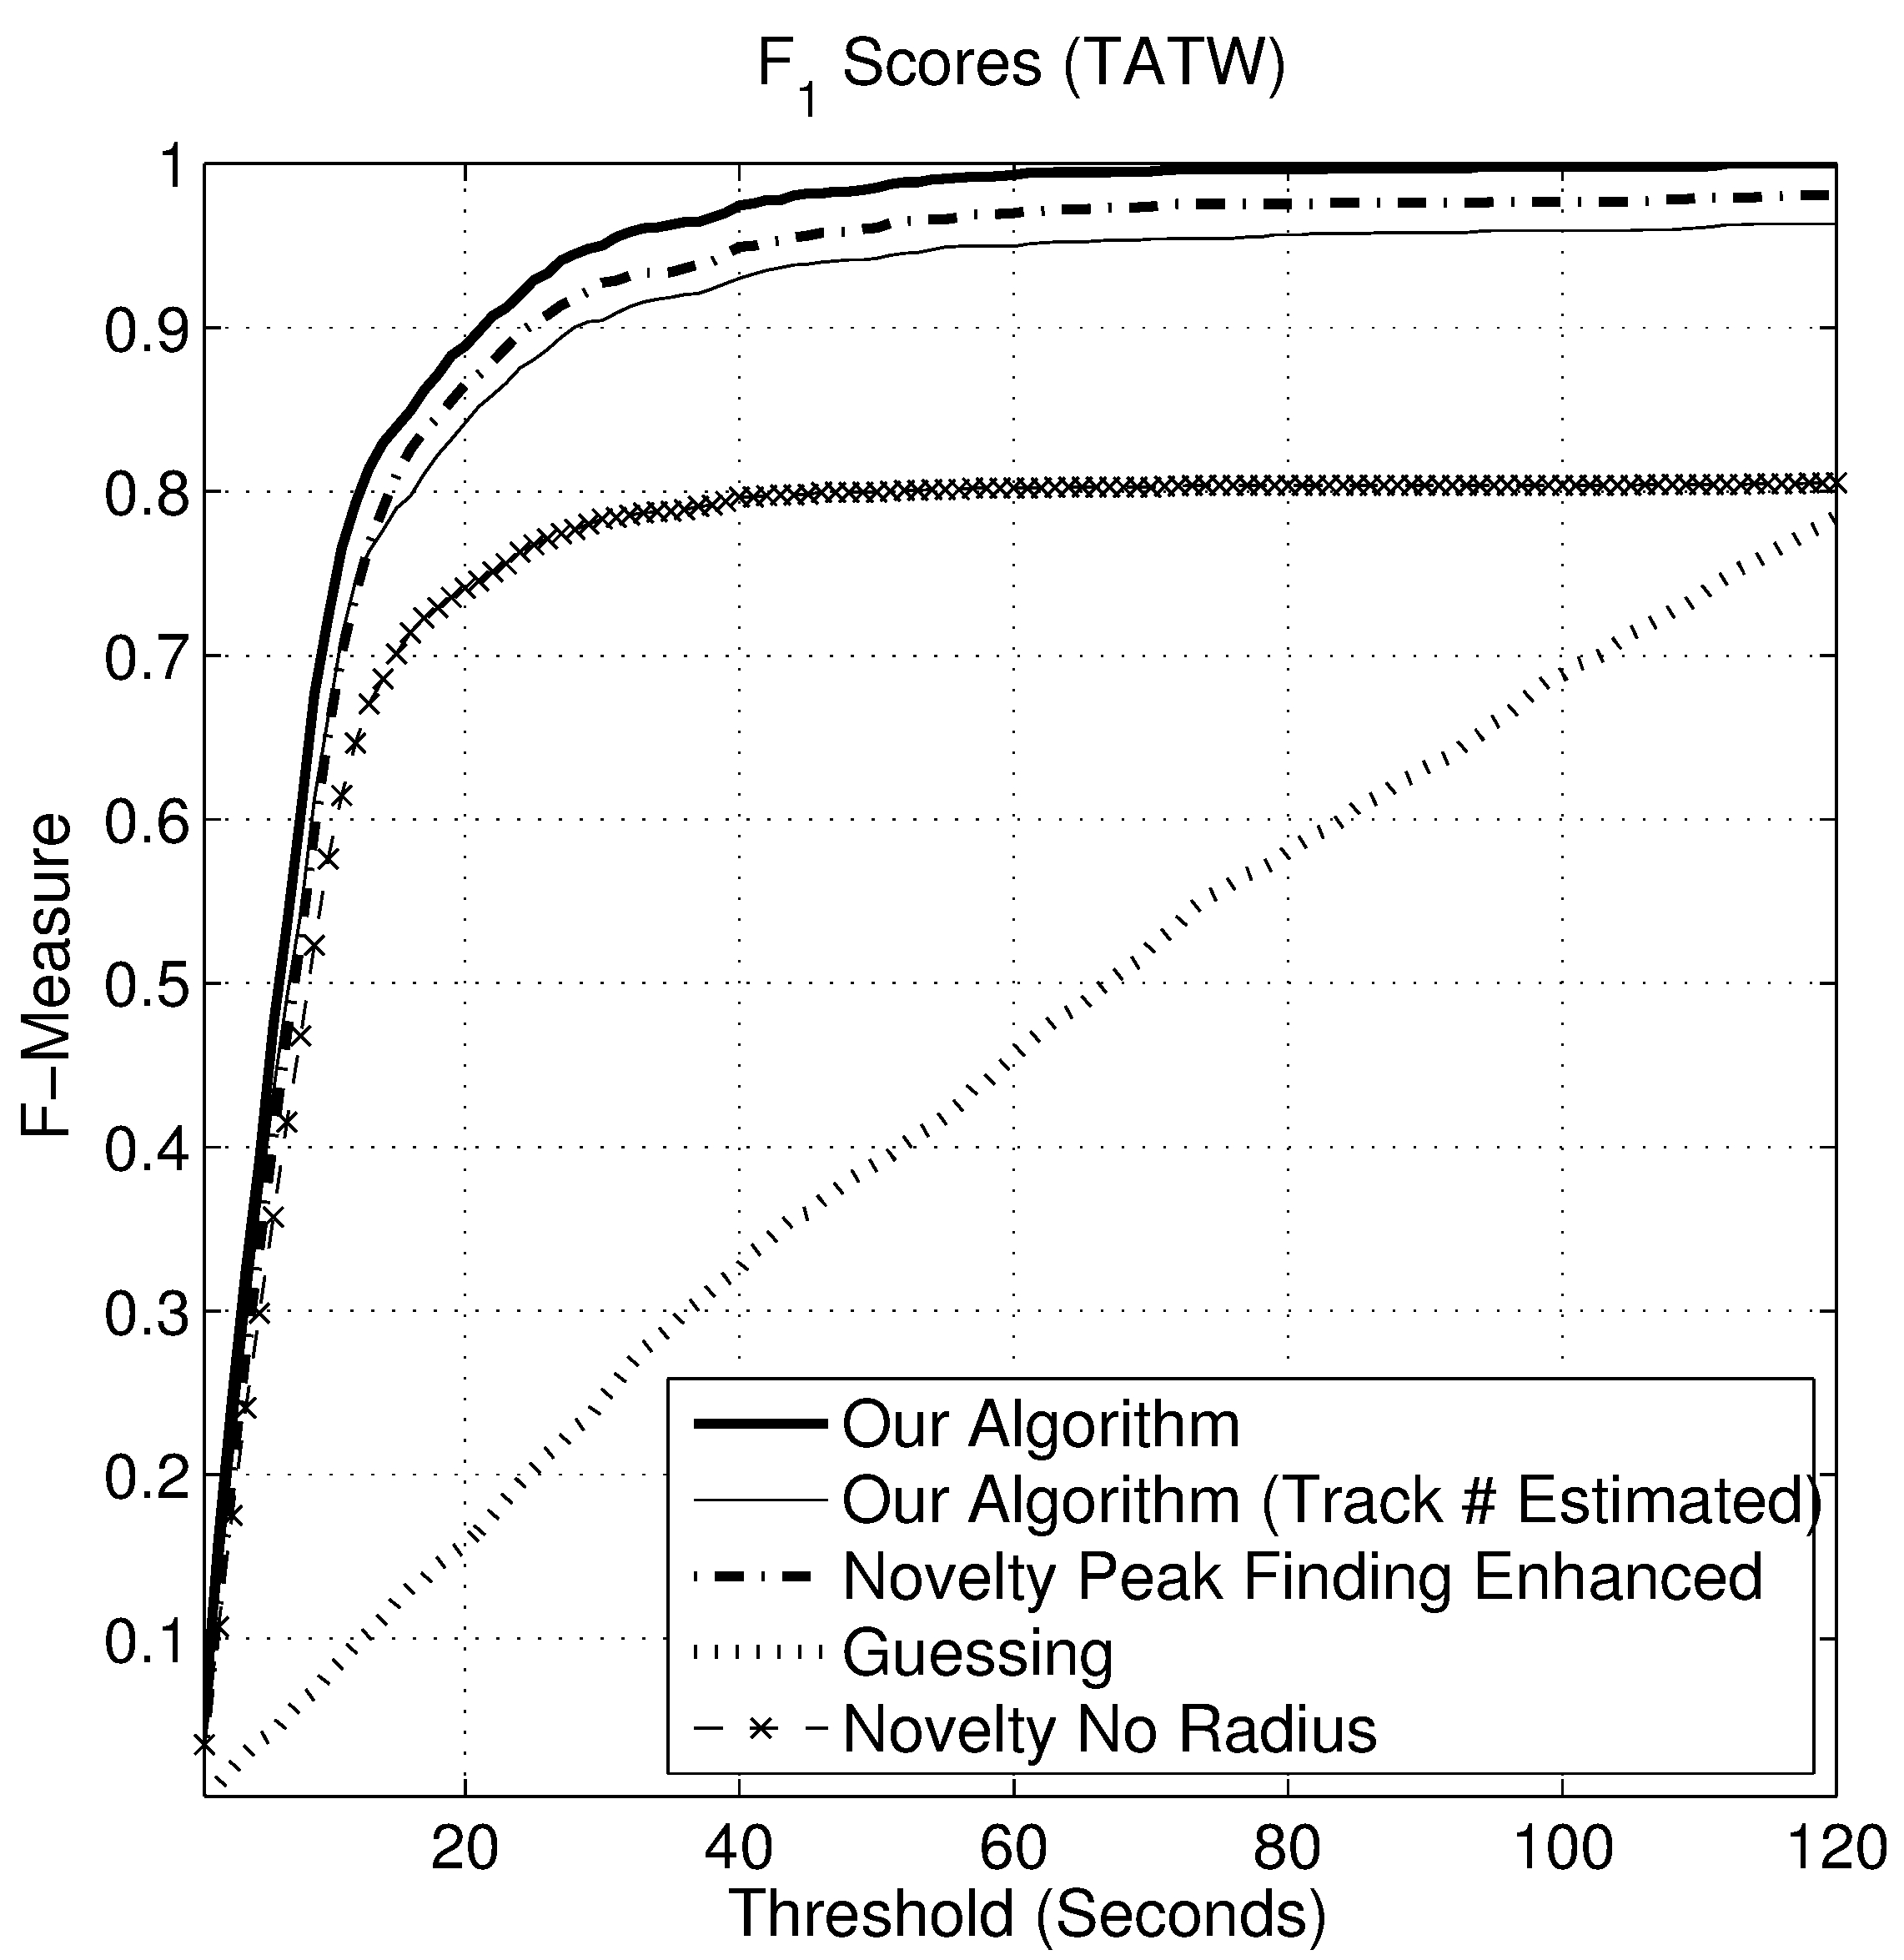 F1 Scores (TATW)
1
0.9
0.8
0.7
0.6
0.5
0.4
0.3
0.2
0.1
F-Measure
Our Algorithm
Our Algorithm (Track # Estimated)
Novelty Peak Finding Enhanced
Guessing
Novelty No Radius
20 40 60 80 100 120
Threshold (Seconds)